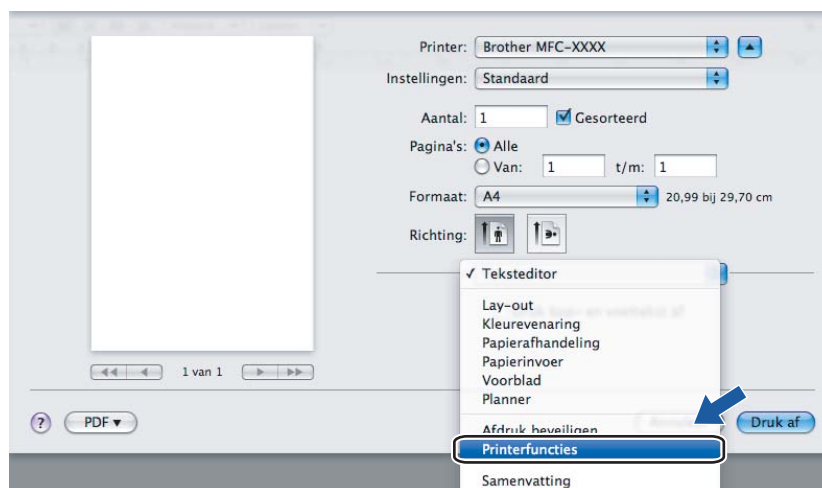 Printer: Brother MFC-XXXX
Instellingen: Standaard
Aantal: 1 Gesorteerd
Pagina's: Alle
Van: 1 t/m: 1
Formaat: A4 20,99 bij 29,70 cm
Richting:
✓ Teksteditor
Lay-out
Kleurevenaring
Papierafhandeling
Papierinvoer
Voorblad
Planner
Afdruk beveiligen
Printerfuncties
Samenvatting
1 van 1
? PDF ▼ Druk af